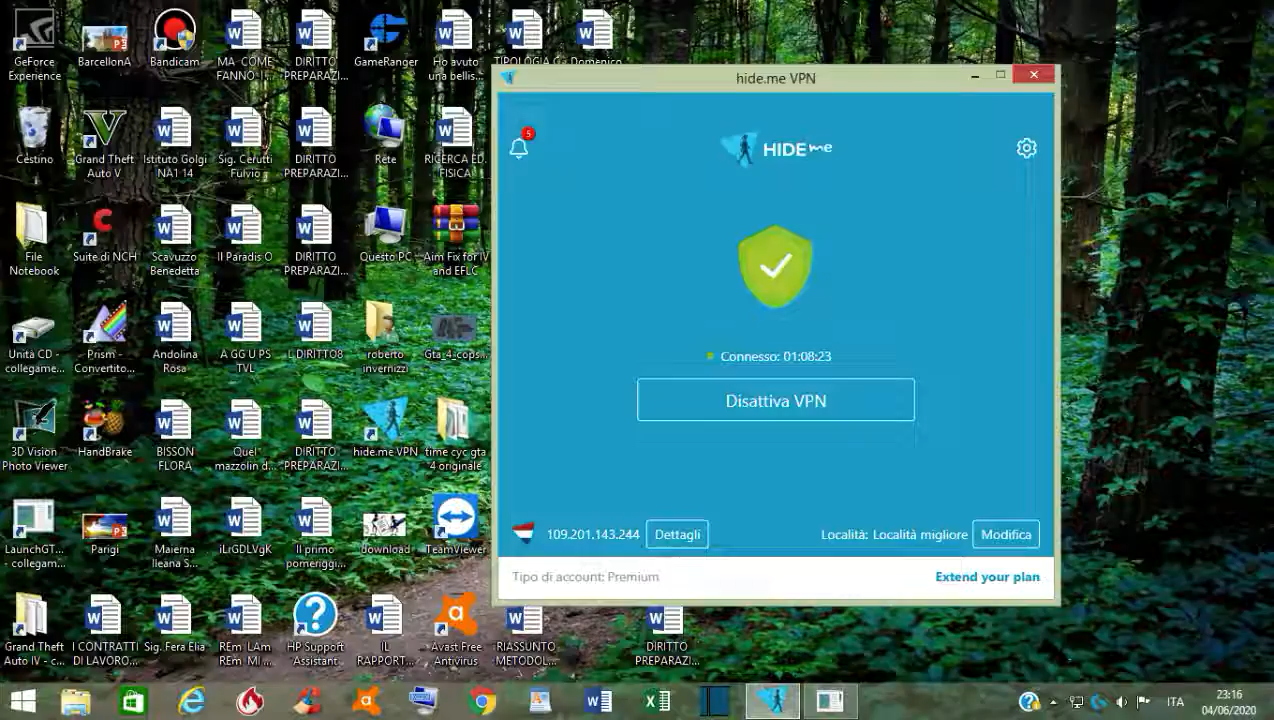 GeForce
Experience
BarcellonA
Bandicam
MA COME
FANNO I...
DIRITTO
PREPARAZI...
GameRanger
Ho avuto
una bellis...
TIPOLOGIA C
Domenico
Cestino
Grand Theft
Auto V
Istituto Golgi
NA1 14
Sig. Cerutti
Fulvio
DIRITTO
PREPARAZI...
Rete
RICERCA ED.
FISICA
File
Notebook
Suite di NCH
Scavuzzo
Benedetta
Il Paradis O
DIRITTO
PREPARAZI...
Questo PC
Aim Fix for IV
and EFLC
Unità CD -
collegame...
Prism -
Convertito...
Andolina
Rosa
A GG U PS
TVL
L DIRITTO8
roberto
invernizzi
Gta_4_cops...
3D Vision
Photo Viewer
HandBrake
BISSON
FLORA
Quel
mazzolin d...
DIRITTO
PREPARAZI...
hide.me VPN
time cyc gta
4 originale
LaunchGT...
- collegam...
Parigi
Maierna
Ileana S...
iLrGDLVgK
Il primo
pomeriggi...
download
TeamViewer
Grand Theft
Auto IV - c...
I CONTRATTI
DI LAVORO...
Sig. Fera Elia
REm LAm
REm MI ...
HP Support
Assistant
IL
RAPPORT...
Avast Free
Antivirus
RIASSUNTO
METODOL...
DIRITTO
PREPARAZI...
hide.me VPN
5
HIDE me
Connesso: 01:08:23
Disattiva VPN
109.201.143.244
Dettagli
Località: Località migliore
Modifica
Tipo di account: Premium
Extend your plan
ITA
23:16
04/06/2020